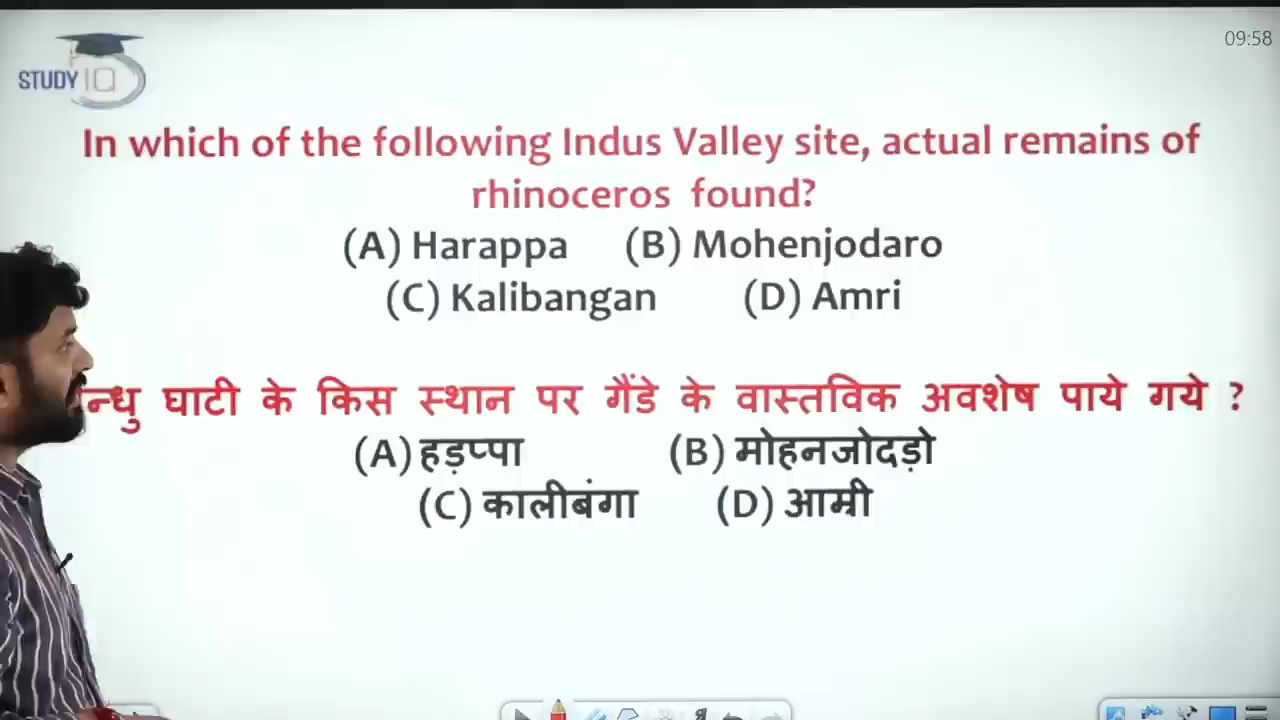 STUDY IQ
09:58
In which of the following Indus Valley site, actual remains of
rhinoceros found?
(A) Harappa (B) Mohenjodaro
(C) Kalibangan (D) Amri
घाटी के किस स्थान पर गैंडे के वास्तविक अवशेष पाये गये ?
(A) हड़प्पा (B) मोहनजोदड़ो
(C) कालीबंगा (D) आम्री